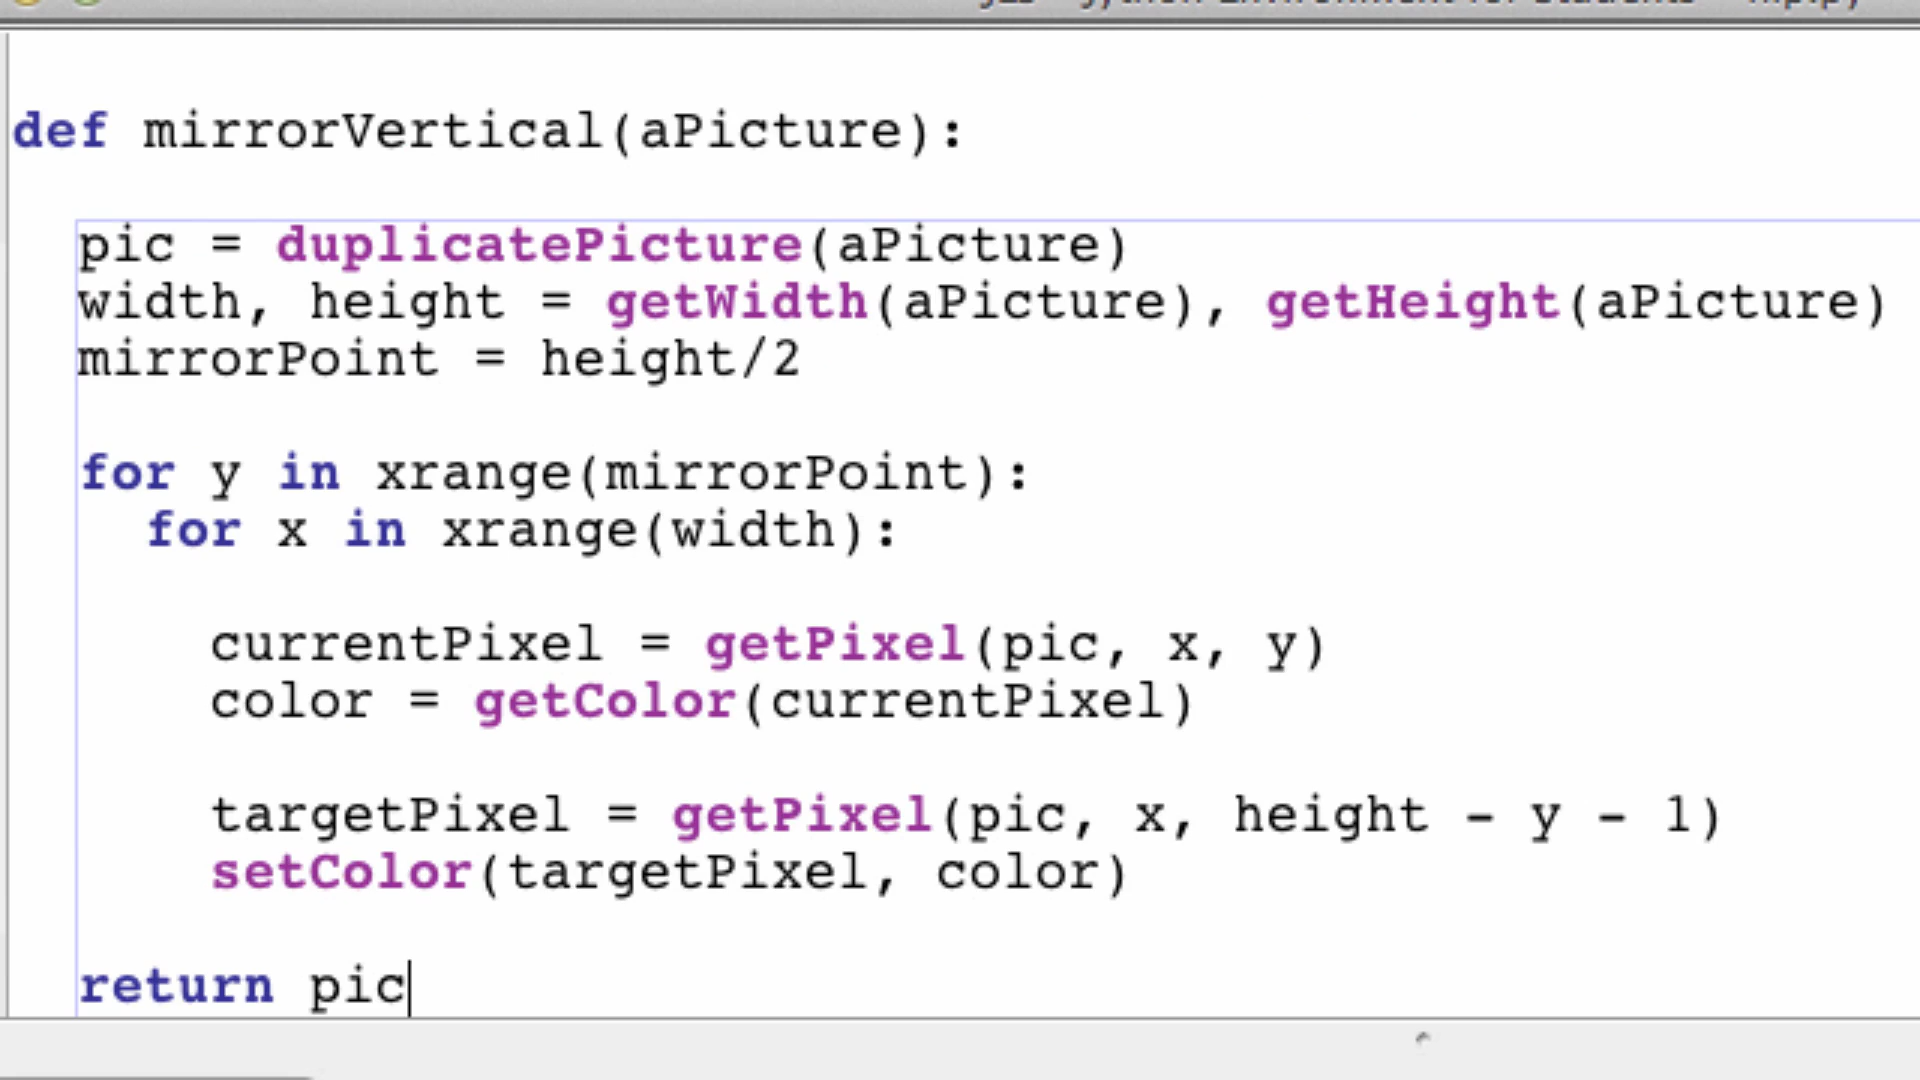 def mirrorVertical(aPicture):
pic = duplicatePicture(aPicture)
width, height = getWidth(aPicture), getHeight(aPicture)
mirrorPoint = height/2
for y in xrange(mirrorPoint):
for x in xrange(width):
currentPixel = getPixel(pic, x, y)
color = getColor(currentPixel)
targetPixel = getPixel(pic, x, height - y - 1)
setColor(targetPixel, color)
return pic